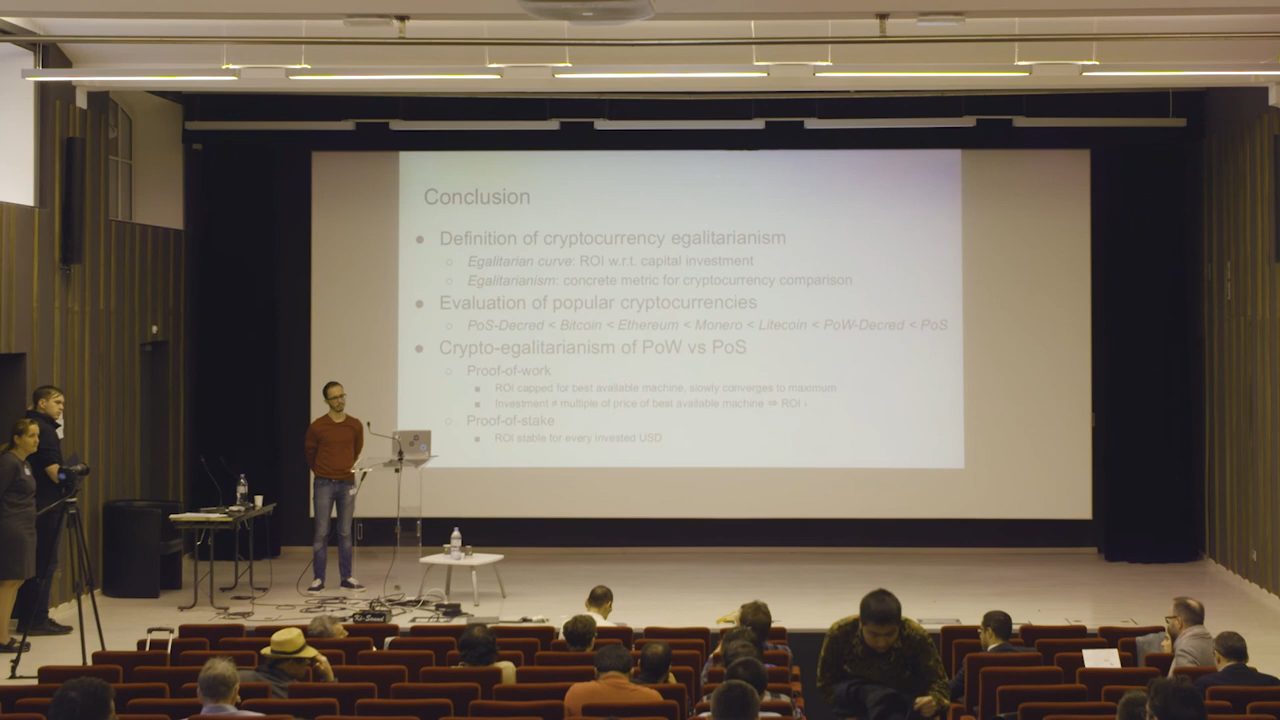 Conclusion
● Definition of cryptocurrency egalitarianism
○ Egalitarian curve: ROI w.r.t. capital investment
○ Egalitarianism: concrete metric for cryptocurrency comparison
● Evaluation of popular cryptocurrencies
○ PoS-Decred < Bitcoin < Ethereum < Monero < Litecoin < PoW-Decred < PoS
● Crypto-egalitarianism of PoW vs PoS
○ Proof-of-work
■ ROI capped for best available machine, slowly converges to maximum
■ Investment ≠ multiple of price of best available machine ⇒ ROI ↓
○ Proof-of-stake
■ ROI stable for every invested USD